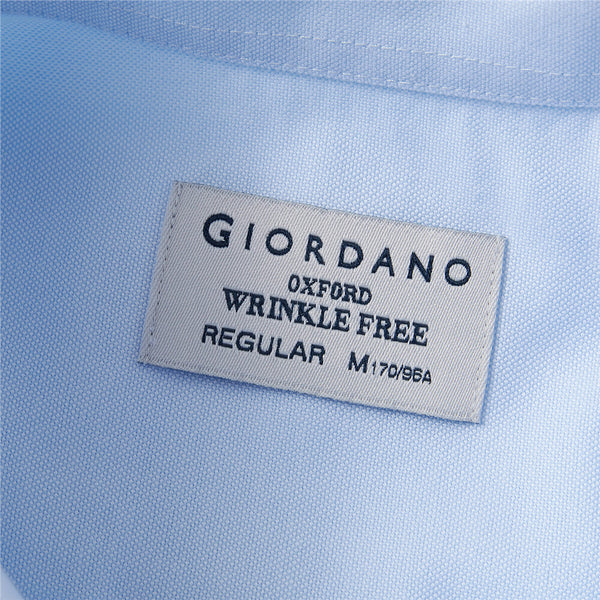 GIORDANO
OXFORD
WRINKLE FREE
REGULAR M170/96A